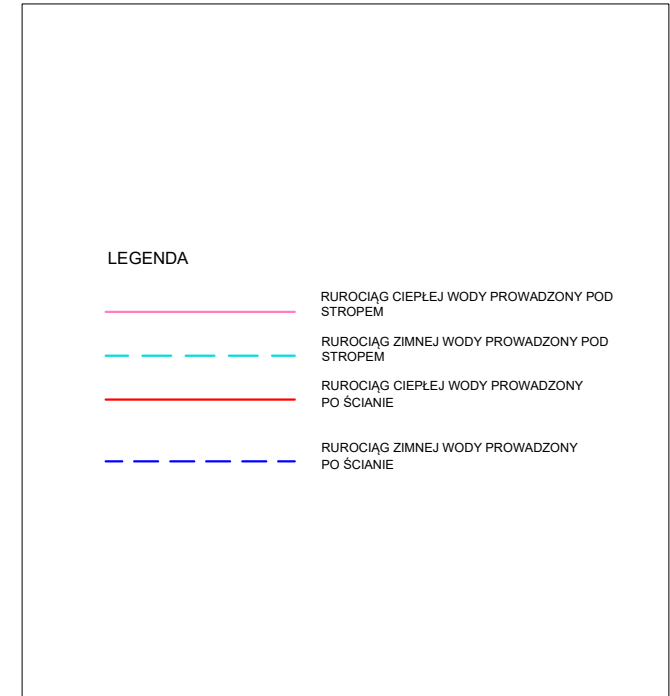 LEGENDA
RUROCIĄG CIEPŁEJ WODY PROWADZONY POD
STROPEM
RUROCIĄG ZIMNEJ WODY PROWADZONY POD
STROPEM
RUROCIĄG CIEPŁEJ WODY PROWADZONY
PO ŚCIANIE
RUROCIĄG ZIMNEJ WODY PROWADZONY
PO ŚCIANIE